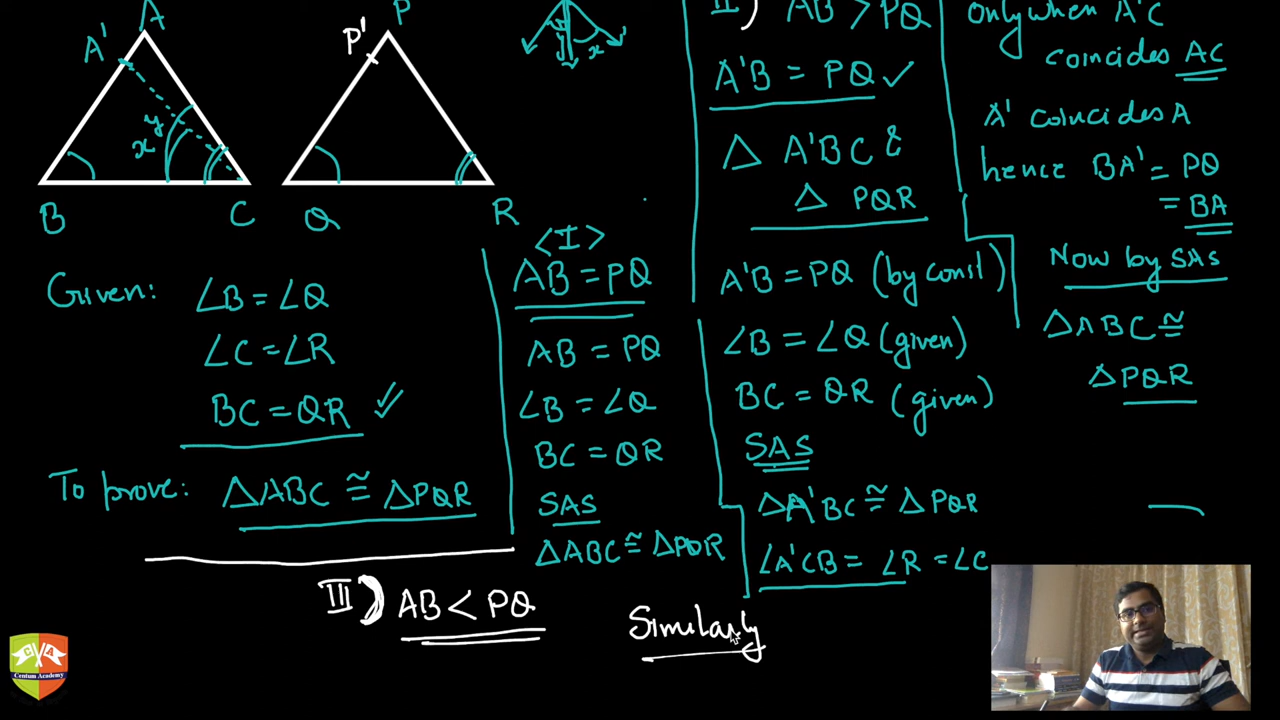 A
A'
x y
B
C
P
P'
Q
R
y x
Given: ∠B = ∠Q
∠C = ∠R
BC = QR ✓
To prove: △ABC ≅ △PQR
<I>
AB = PQ
AB = PQ
∠B = ∠Q
BC = QR
SAS
△ABC ≅ △PQR
II) AB > PQ
A'B = PQ ✓
△ A'BC &
△ PQR
A'B = PQ (by const)
∠B = ∠Q (given)
BC = QR (given)
SAS
△A'BC ≅ △PQR
∠A'CB = ∠R = ∠C
Only when A'C
coincides AC
A' coincides A
hence BA' = PQ
= BA
Now by SAS
△ABC ≅
△PQR
III) AB < PQ
Similarly
C A
Centum Academy